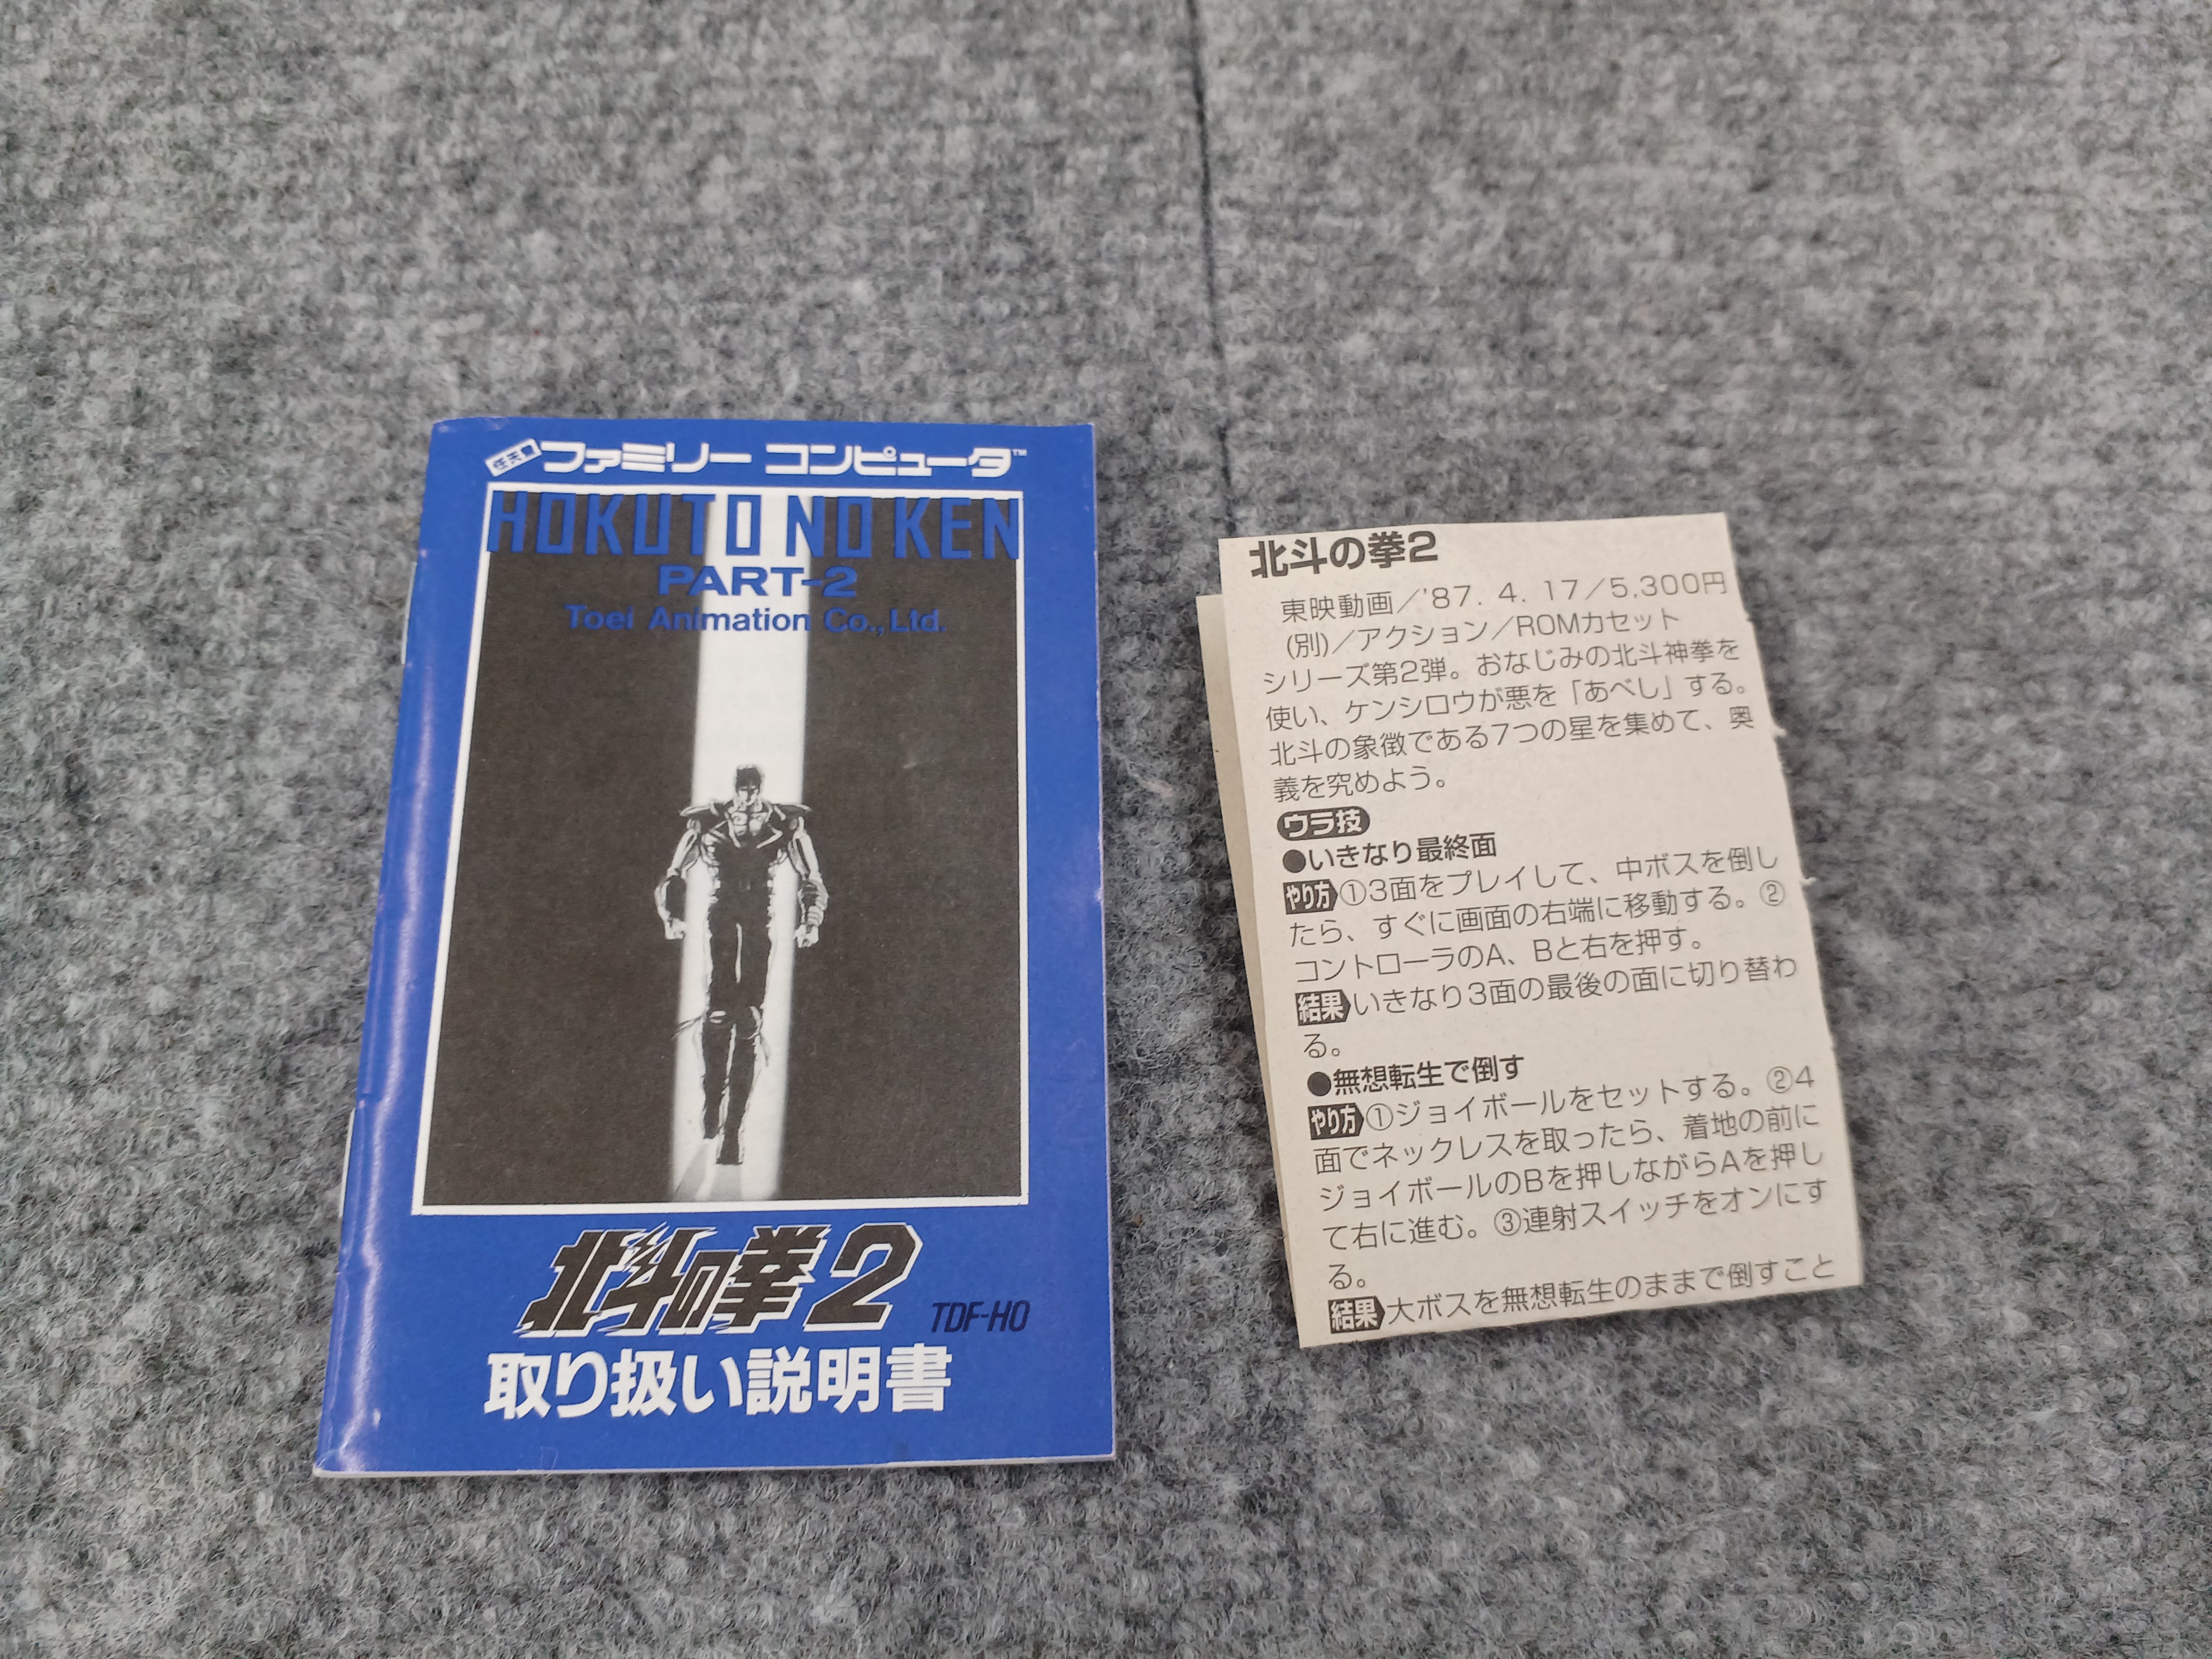 任天堂 ファミリー コンピュータ™
HOKUTO NO KEN
PART-2
Toei Animation Co., Ltd.
北斗の拳2
TDF-HO
取り扱い説明書
北斗の拳2
東映動画/'87. 4. 17/5,300円
(別)/アクション/ROMカセット
シリーズ第2弾。おなじみの北斗神拳を
使い、ケンシロウが悪を「あべし」する。
北斗の象徴である7つの星を集めて、奥
義を究めよう。
ウラ技
●いきなり最終面
やり方①3面をプレイして、中ボスを倒し
たら、すぐに画面の右端に移動する。②
コントローラのA、Bと右を押す。
結果いきなり3面の最後の面に切り替わ
る。
●無想転生で倒す
やり方①ジョイボールをセットする。②4
面でネックレスを取ったら、着地の前に
ジョイボールのBを押しながらAを押し
て右に進む。③連射スイッチをオンにす
る。
結果大ボスを無想転生のままで倒すこと